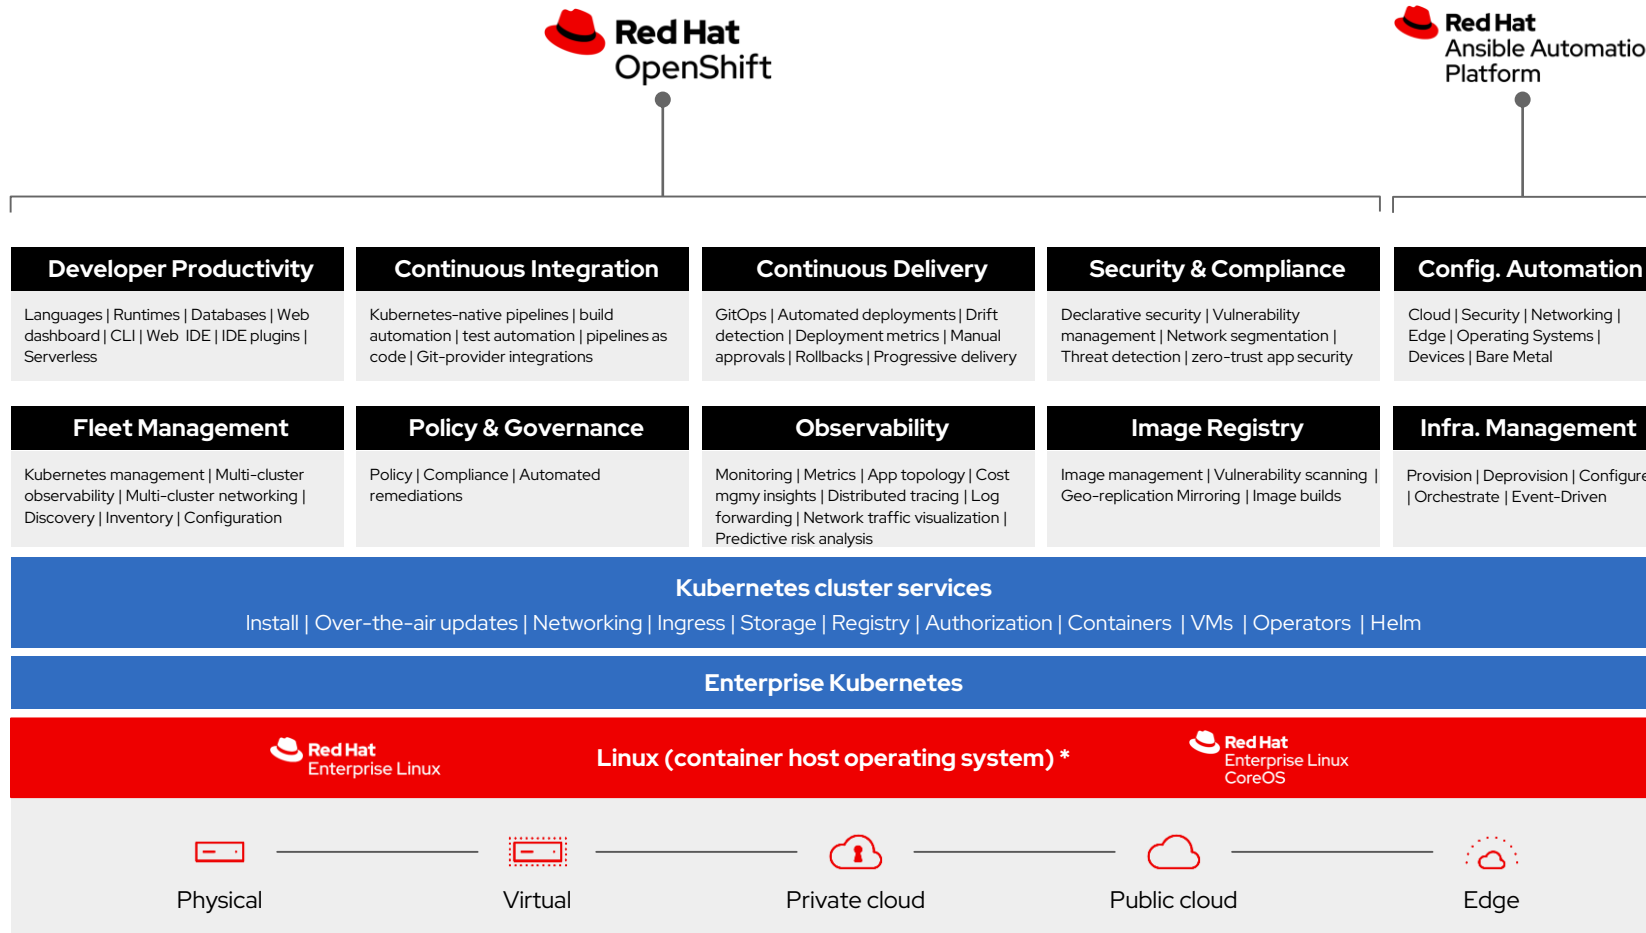 Red Hat
OpenShift
Red Hat
Ansible Automatio
Platform
Developer Productivity
Languages | Runtimes | Databases | Web
dashboard | CLI | Web IDE | IDE plugins |
Serverless
Continuous Integration
Kubernetes-native pipelines | build
automation | test automation | pipelines as
code | Git-provider integrations
Continuous Delivery
GitOps | Automated deployments | Drift
detection | Deployment metrics | Manual
approvals | Rollbacks | Progressive delivery
Security & Compliance
Declarative security | Vulnerability
management | Network segmentation |
Threat detection | zero-trust app security
Config. Automation
Cloud | Security | Networking |
Edge | Operating Systems |
Devices | Bare Metal
Fleet Management
Kubernetes management | Multi-cluster
observability | Multi-cluster networking |
Discovery | Inventory | Configuration
Policy & Governance
Policy | Compliance | Automated
remediations
Observability
Monitoring | Metrics | App topology | Cost
mgmy insights | Distributed tracing | Log
forwarding | Network traffic visualization |
Predictive risk analysis
Image Registry
Image management | Vulnerability scanning |
Geo-replication Mirroring | Image builds
Infra. Management
Provision | Deprovision | Configure
| Orchestrate | Event-Driven
Kubernetes cluster services
Install | Over-the-air updates | Networking | Ingress | Storage | Registry | Authorization | Containers | VMs | Operators | Helm
Enterprise Kubernetes
Red Hat
Enterprise Linux
Linux (container host operating system) *
Red Hat
Enterprise Linux
CoreOS
Physical
Virtual
Private cloud
Public cloud
Edge